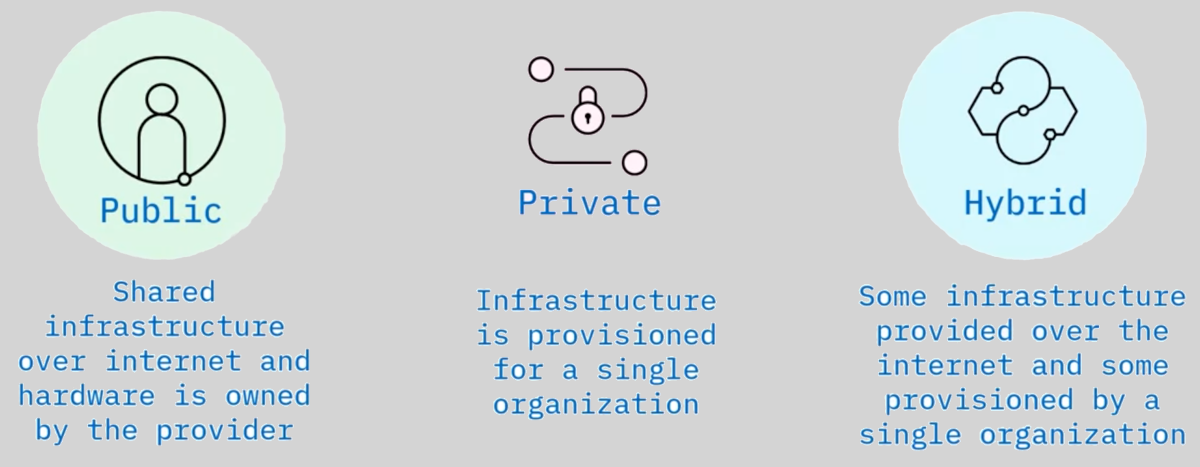 Public
Shared
infrastructure
over internet and
hardware is owned
by the provider
Private
Infrastructure
is provisioned
for a single
organization
Hybrid
Some infrastructure
provided over the
internet and some
provisioned by a
single organization